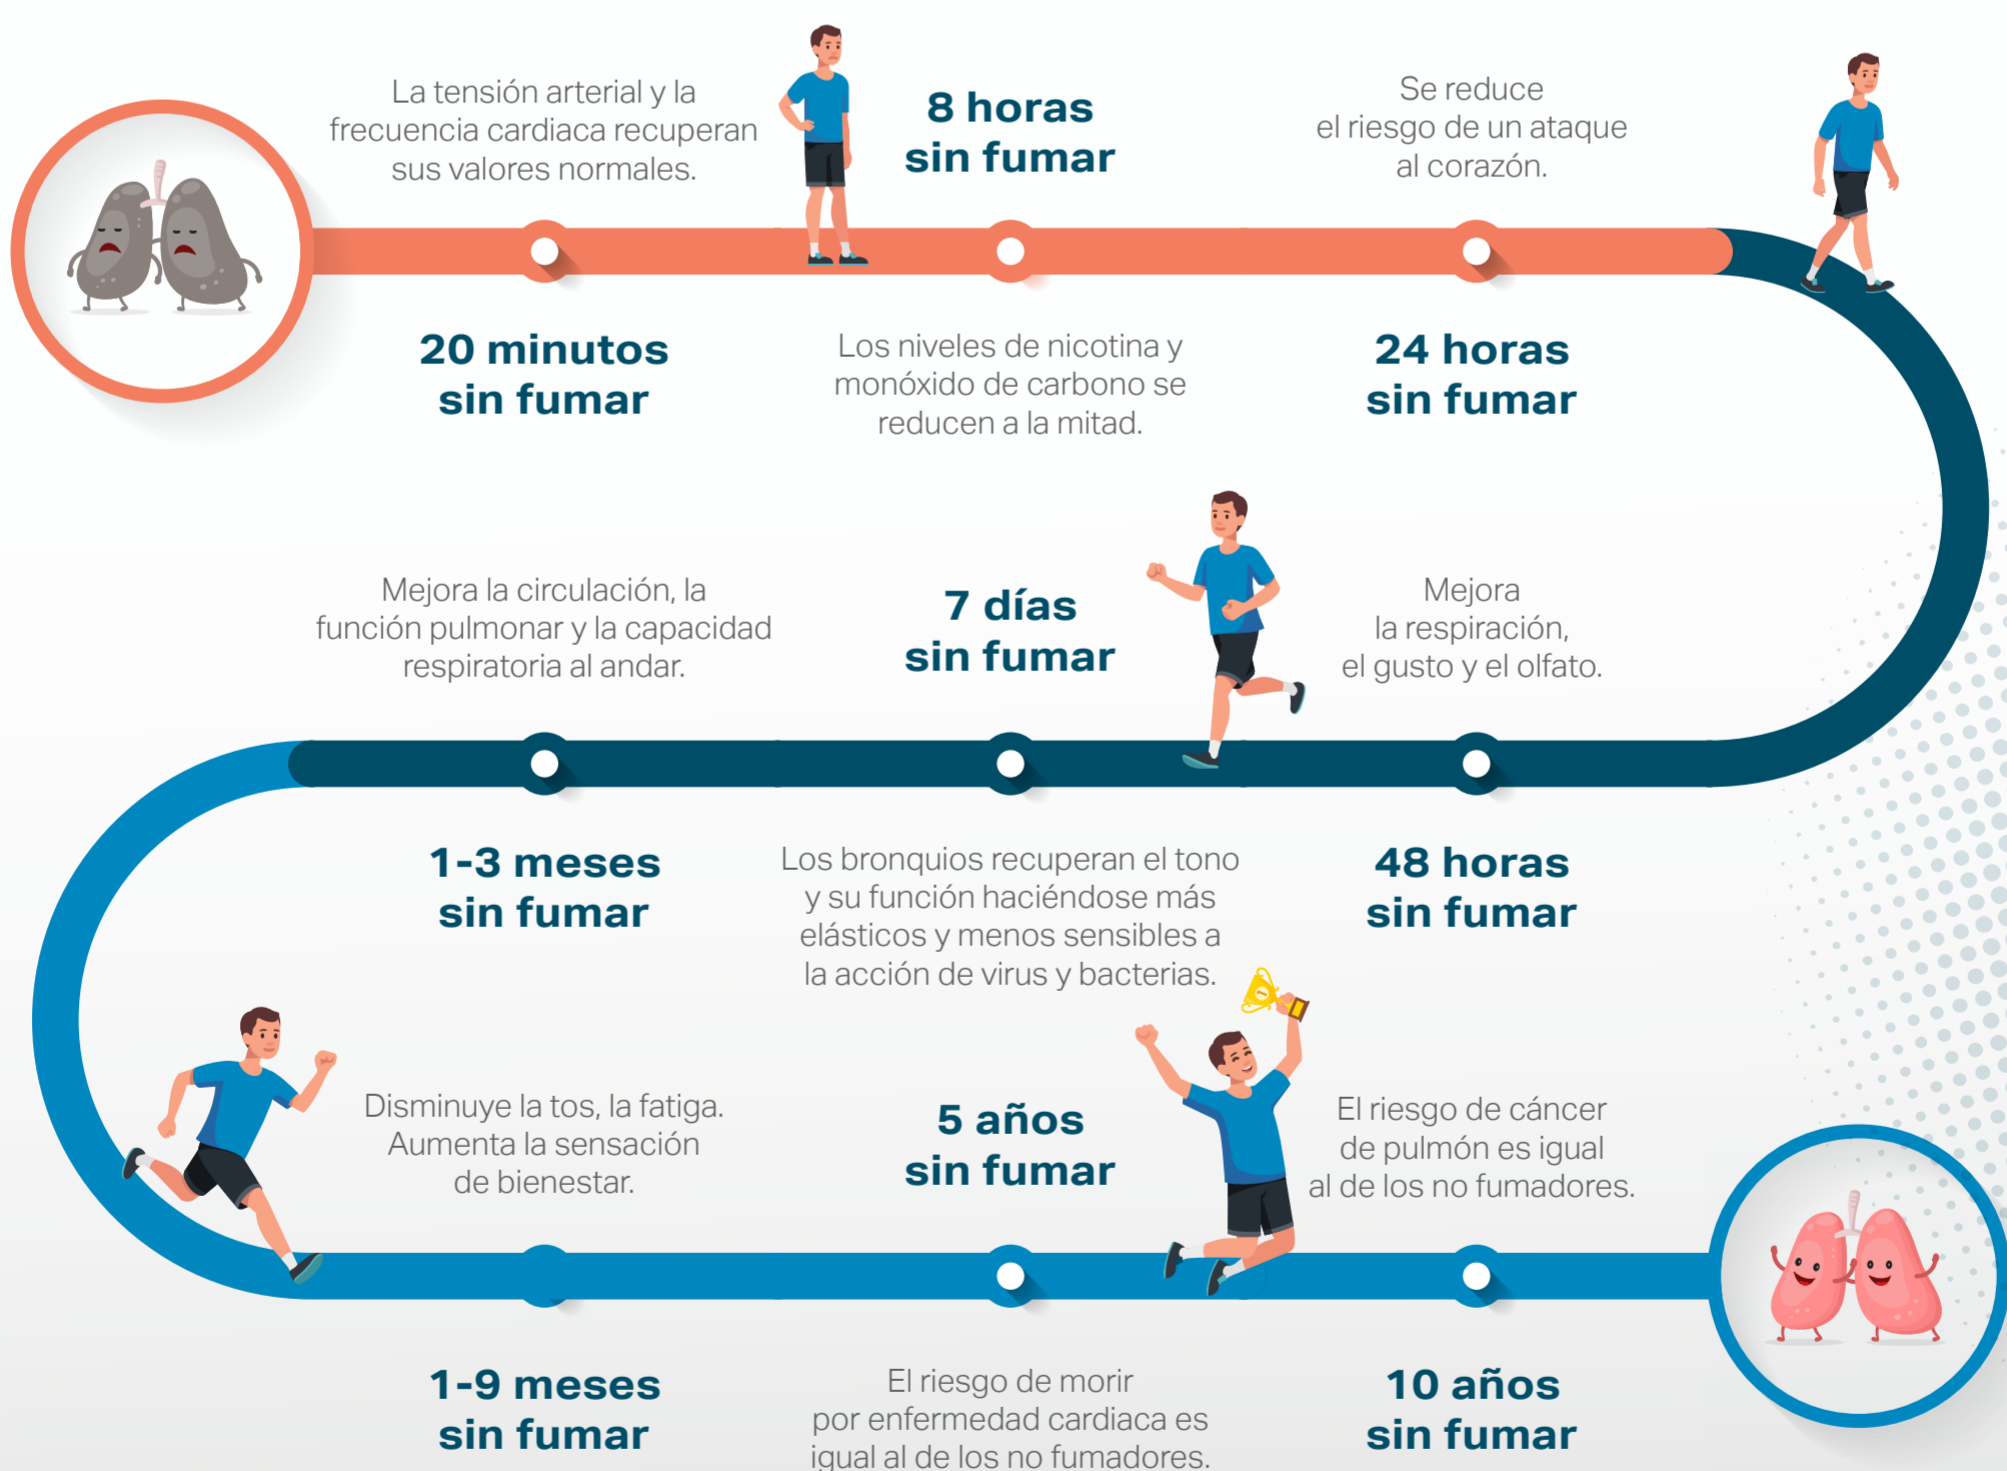 La tensión arterial y la
frecuencia cardiaca recuperan
sus valores normales.
20 minutos
sin fumar
8 horas
sin fumar
Los niveles de nicotina y
monóxido de carbono se
reducen a la mitad.
Se reduce
el riesgo de un ataque
al corazón.
24 horas
sin fumar
Mejora
la respiración,
el gusto y el olfato.
48 horas
sin fumar
7 días
sin fumar
Los bronquios recuperan el tono
y su función haciéndose más
elásticos y menos sensibles a
la acción de virus y bacterias.
Mejora la circulación, la
función pulmonar y la capacidad
respiratoria al andar.
1-3 meses
sin fumar
Disminuye la tos, la fatiga.
Aumenta la sensación
de bienestar.
1-9 meses
sin fumar
5 años
sin fumar
El riesgo de morir
por enfermedad cardiaca es
igual al de los no fumadores.
El riesgo de cáncer
de pulmón es igual
al de los no fumadores.
10 años
sin fumar